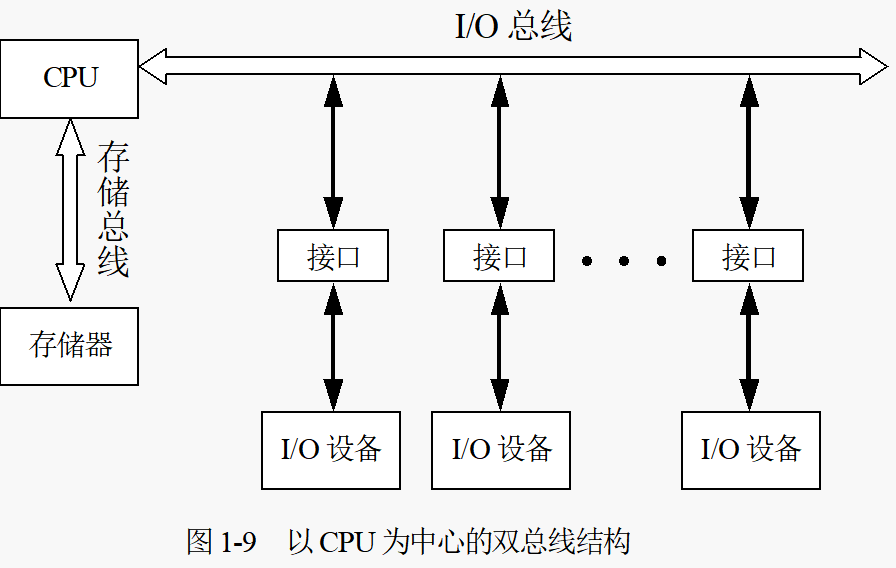 I/O 总线
CPU
存储总线
接口
接口
接口
存储器
I/O 设备
I/O 设备
I/O 设备
图 1-9 以 CPU 为中心的双总线结构